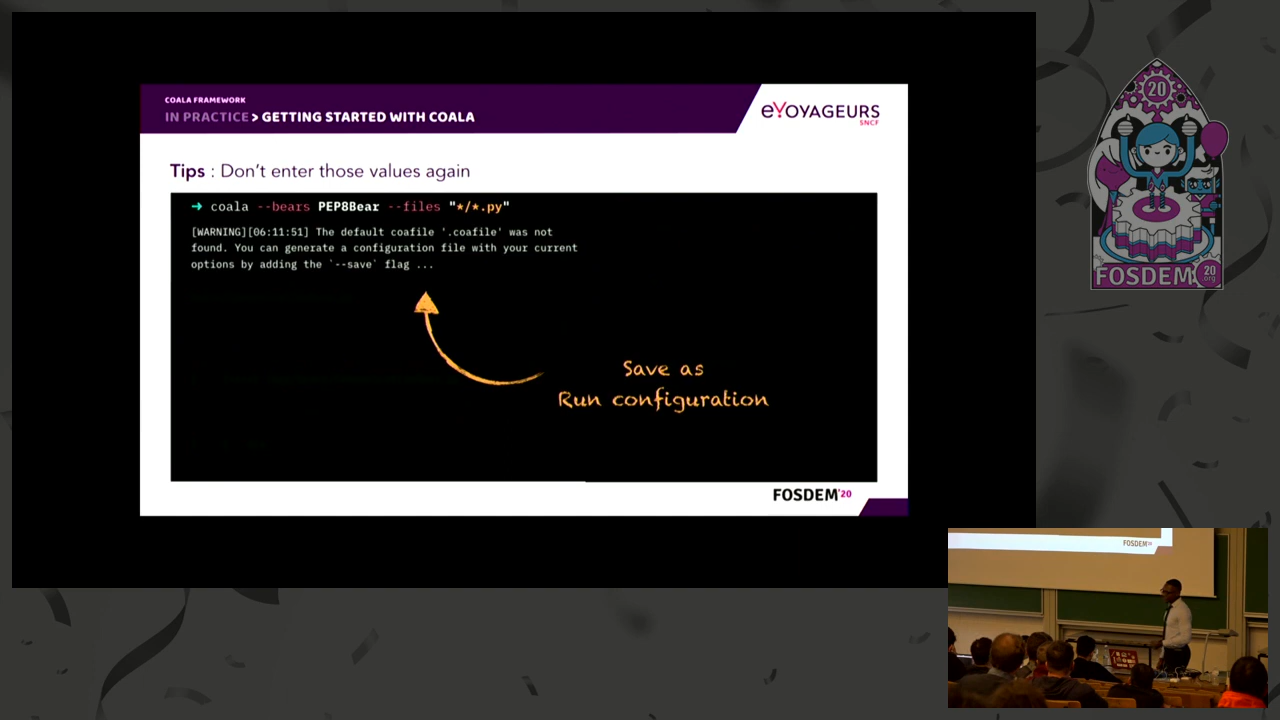 COALA FRAMEWORK
IN PRACTICE > GETTING STARTED WITH COALA
eVOYAGEURS
SNCF
Tips : Don't enter those values again
➜ coala --bears PEP8Bear --files "*/*.py"
[WARNING][06:11:51] The default coafile '.coafile' was not
found. You can generate a configuration file with your current
options by adding the `--save` flag ...
Save as
Run configuration
FOSDEM'20
20
FOSDEM
20
org
FOSDEM'20